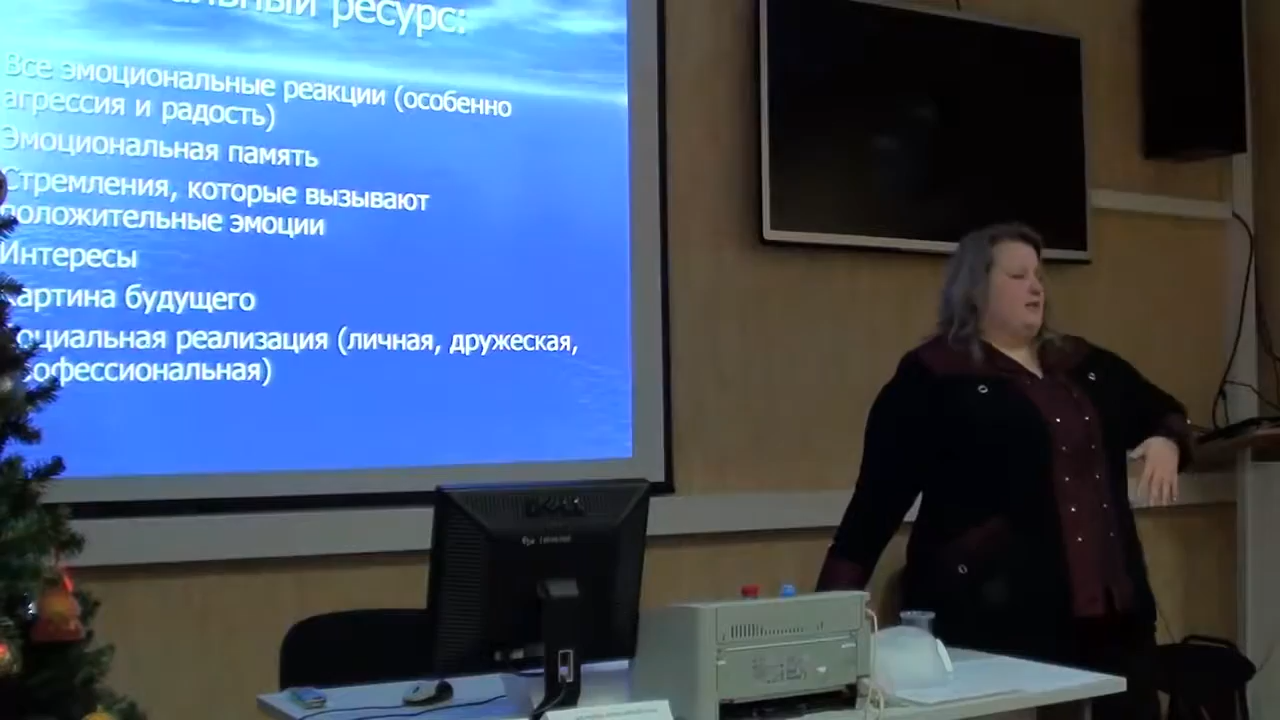 ресурс:
Все эмоциональные реакции (особенно
агрессия и радость)
Эмоциональная память
Стремления, которые вызывают
положительные эмоции
Интересы
Картина будущего
социальная реализация (личная, дружеская,
профессиональная)